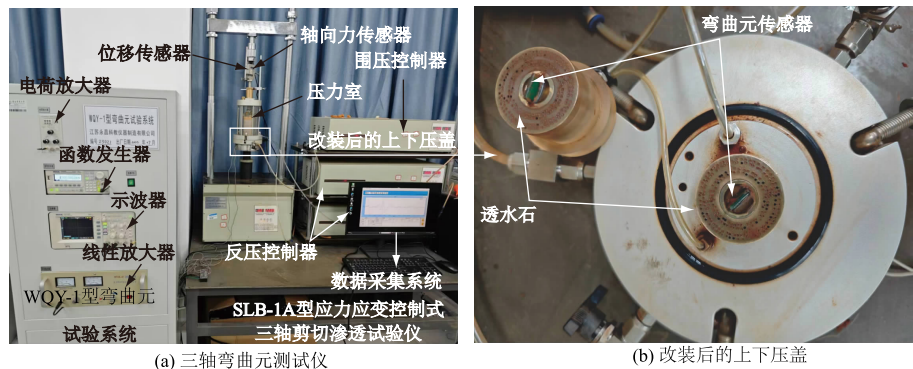 位移传感器
轴向力传感器
围压控制器
电荷放大器
压力室
WQY-1型弯曲元试验系统
改装后的上下压盖
函数发生器
示波器
反压控制器
线性放大器
数据采集系统
WQY-1型弯曲元
试验系统
SLB-1A型应力应变控制式
三轴剪切渗透试验仪
(a) 三轴弯曲元测试仪
弯曲元传感器
透水石
(b) 改装后的上下压盖